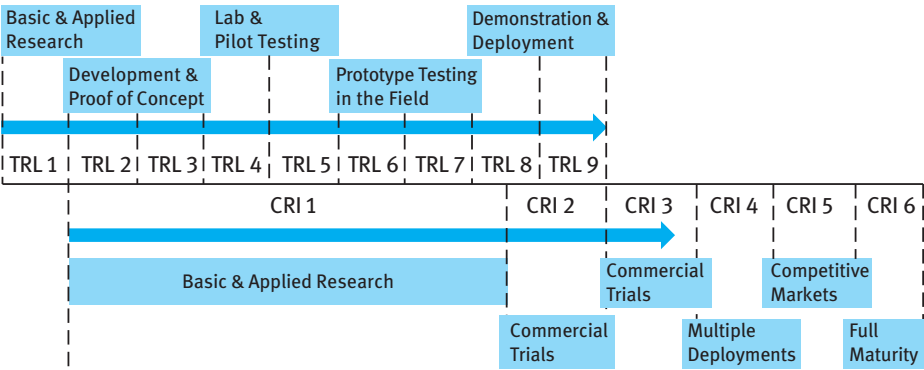 Basic & Applied
Research
Lab &
Pilot Testing
Demonstration &
Deployment
Development &
Proof of Concept
Prototype Testing
in the Field
TRL 1 TRL 2 TRL 3 TRL 4 TRL 5 TRL 6 TRL 7 TRL 8 TRL 9
CRI 1 CRI 2 CRI 3 CRI 4 CRI 5 CRI 6
Basic & Applied Research
Commercial
Trials
Competitive
Markets
Commercial
Trials
Multiple
Deployments
Full
Maturity